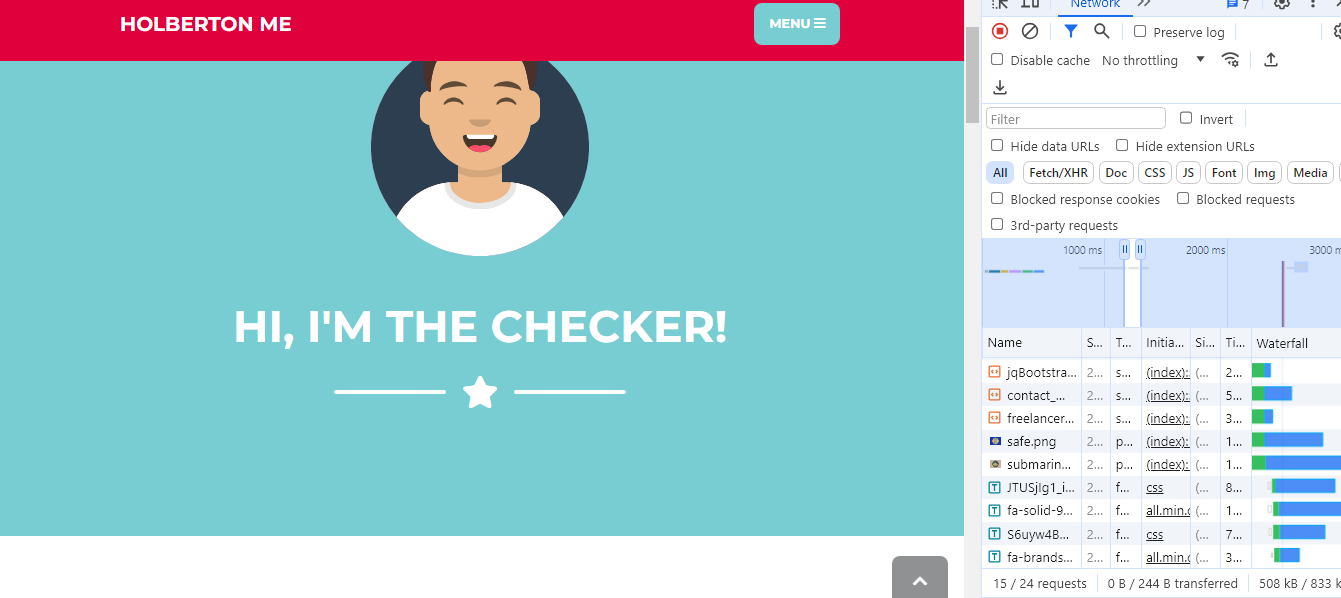 HOLBERTON ME
MENU
HI, I'M THE CHECKER!
Network
7
Preserve log
Disable cache No throttling
Filter
Invert
Hide data URLs Hide extension URLs
All Fetch/XHR Doc CSS JS Font Img Media
Blocked response cookies Blocked requests
3rd-party requests
1000 ms 2000 ms 3000 m
Name S... T... Initia... Si... Ti... Waterfall
jqBootstra... 2... s... (index): (... 2...
contact_... 2... s... (index): (... 5...
freelancer... 2... s... (index): (... 3...
safe.png 2... p... (index): (... 1...
submarin... 2... p... (index): (... 1...
JTUSjIg1_i... 2... f... css (... 8...
fa-solid-9... 2... f... all.min.c (... 1...
S6uyw4B... 2... f... css (... 7...
fa-brands... 2... f... all.min.c (... 3...
15 / 24 requests 0 B / 244 B transferred 508 kB / 833 k